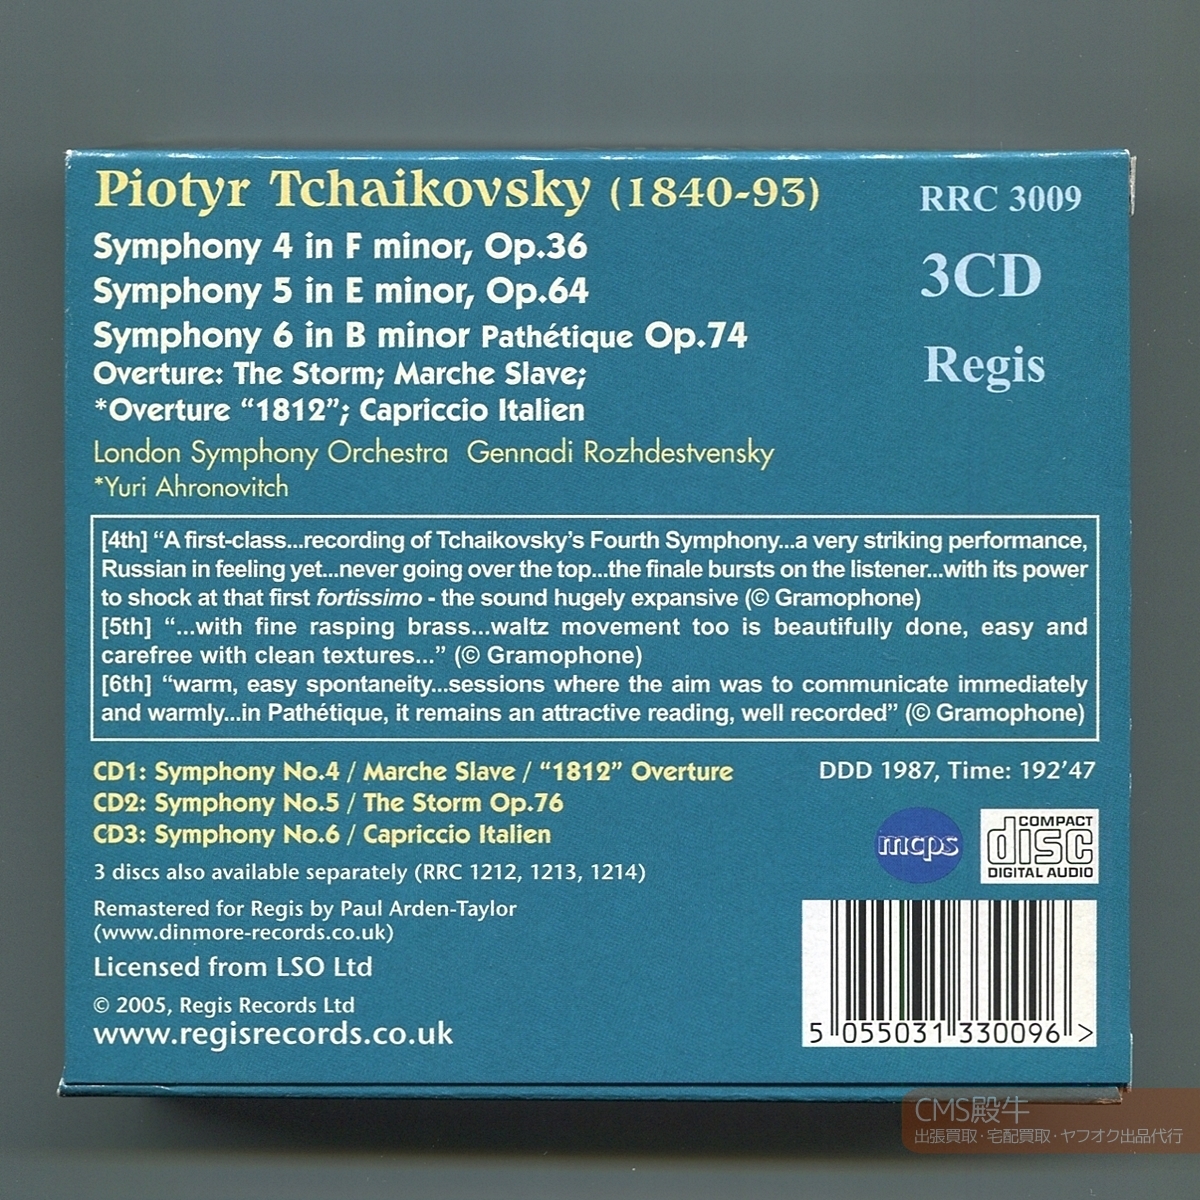 Piotyr Tchaikovsky (1840-93)
RRC 3009
Symphony 4 in F minor, Op.36
3CD
Symphony 5 in E minor, Op.64
Symphony 6 in B minor Pathétique Op.74
Regis
Overture: The Storm; Marche Slave;
*Overture “1812”; Capriccio Italien
London Symphony Orchestra Gennadi Rozhdestvensky
*Yuri Ahronovitch
[4th] “A first-class...recording of Tchaikovsky’s Fourth Symphony...a very striking performance,
Russian in feeling yet...never going over the top...the finale bursts on the listener...with its power
to shock at that first fortissimo - the sound hugely expansive (© Gramophone)
[5th] “...with fine rasping brass...waltz movement too is beautifully done, easy and
carefree with clean textures...” (© Gramophone)
[6th] “warm, easy spontaneity...sessions where the aim was to communicate immediately
and warmly...in Pathétique, it remains an attractive reading, well recorded” (© Gramophone)
CD1: Symphony No.4 / Marche Slave / “1812” Overture
DDD 1987, Time: 192’47
CD2: Symphony No.5 / The Storm Op.76
CD3: Symphony No.6 / Capriccio Italien
mcps
COMPACT
disc
DIGITAL AUDIO
3 discs also available separately (RRC 1212, 1213, 1214)
Remastered for Regis by Paul Arden-Taylor
(www.dinmore-records.co.uk)
Licensed from LSO Ltd
© 2005, Regis Records Ltd
www.regisrecords.co.uk
5 055031 330096 >
CMS殿牛
出張買取・宅配買取・ヤフオク出品代行